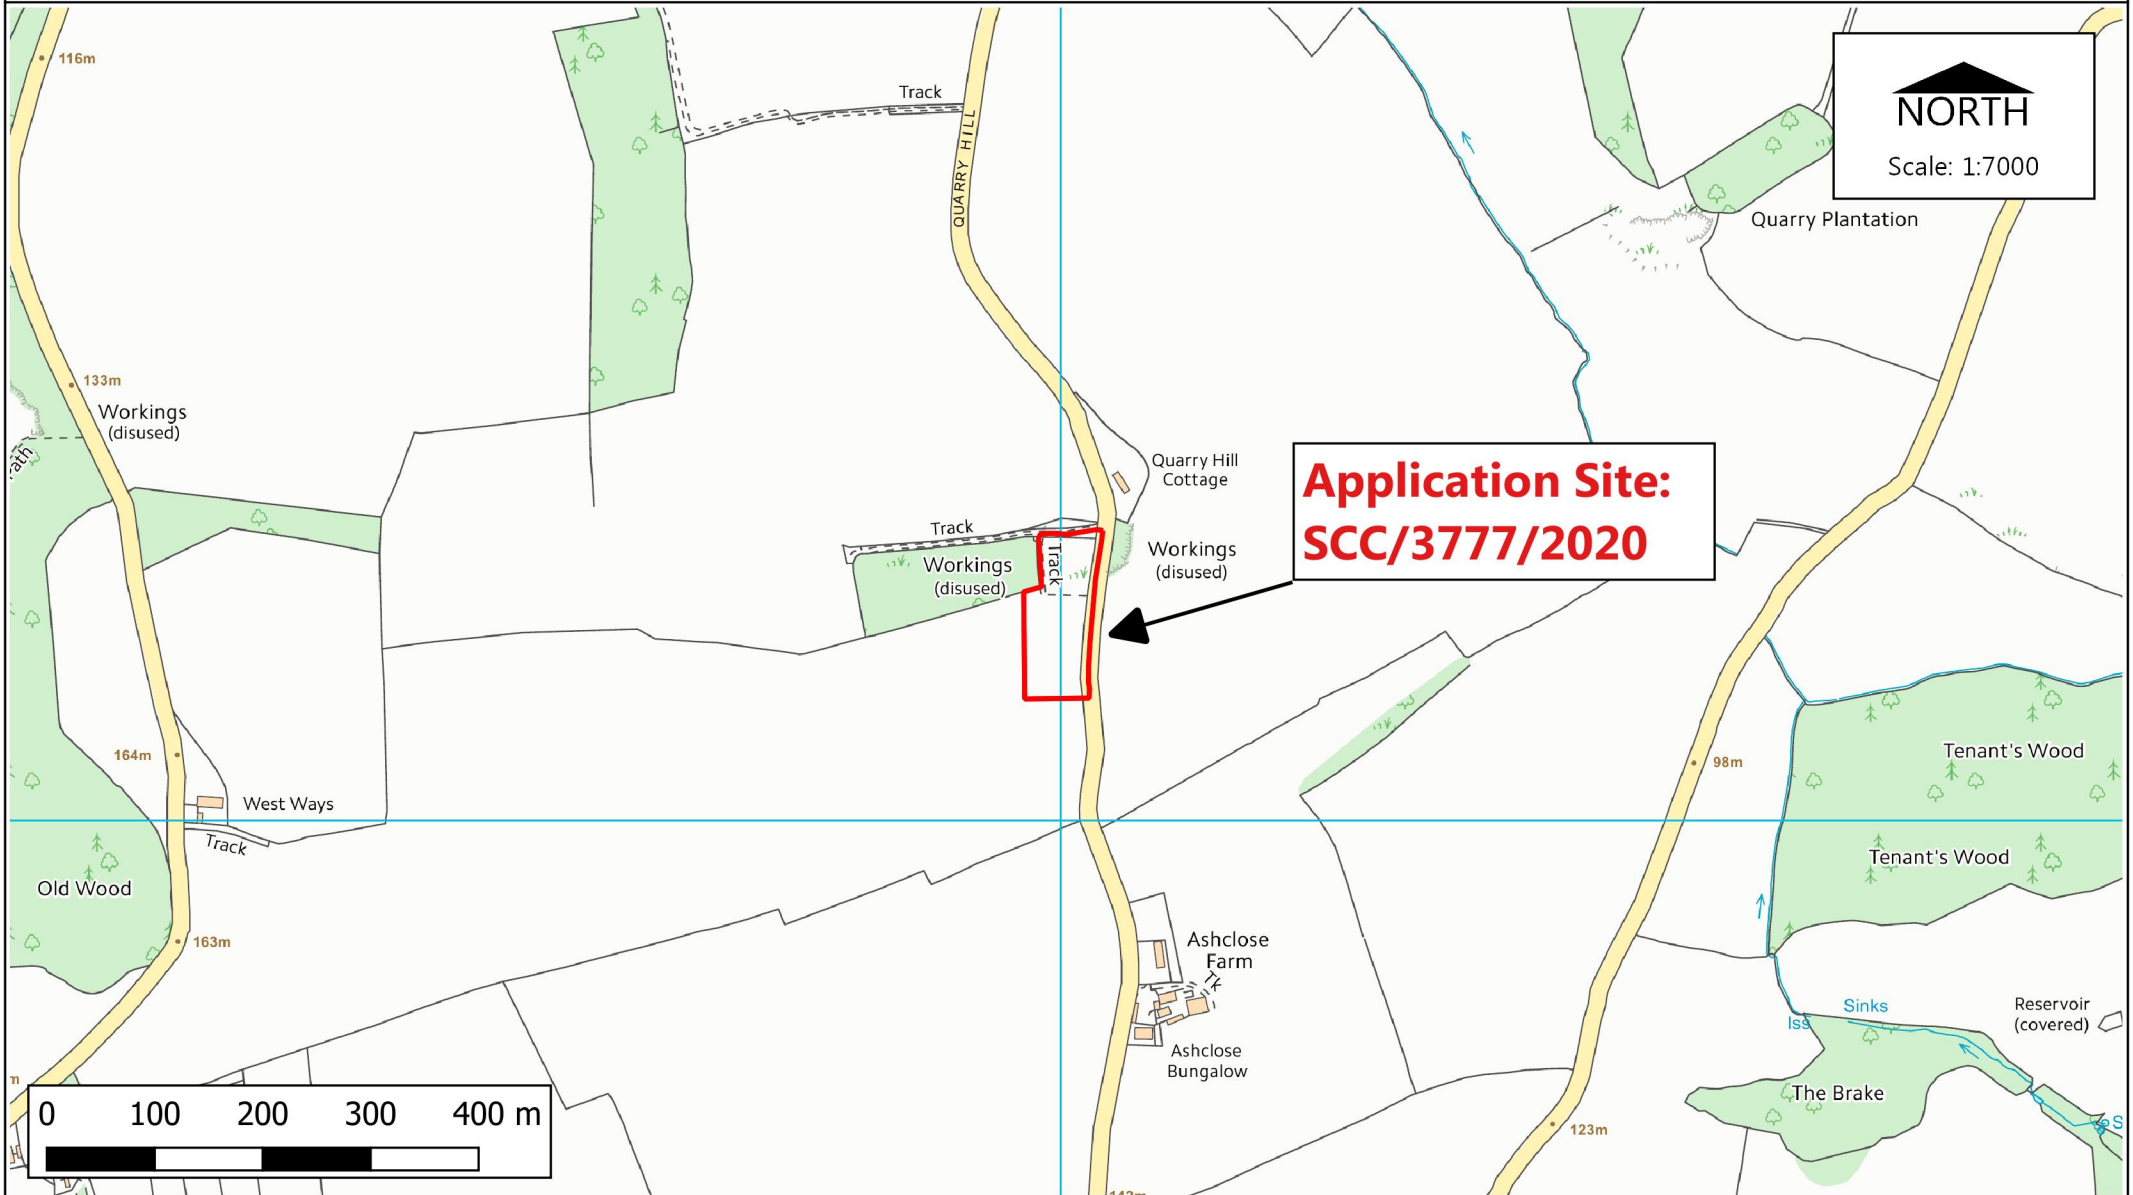 116m
Track
NORTH
Scale: 1:7000
QUARRY HILL
Quarry Plantation
133m
Workings
(disused)
Quarry Hill
Cottage
Application Site:
SCC/3777/2020
Track
Workings
(disused)
Track
Workings
(disused)
164m
West Ways
Track
98m
Tenant's Wood
Tenant's Wood
Old Wood
163m
Ashclose
Farm
Tk
Ashclose
Bungalow
Sinks
Iss
Reservoir
(covered)
The Brake
123m
m
0 100 200 300 400 m